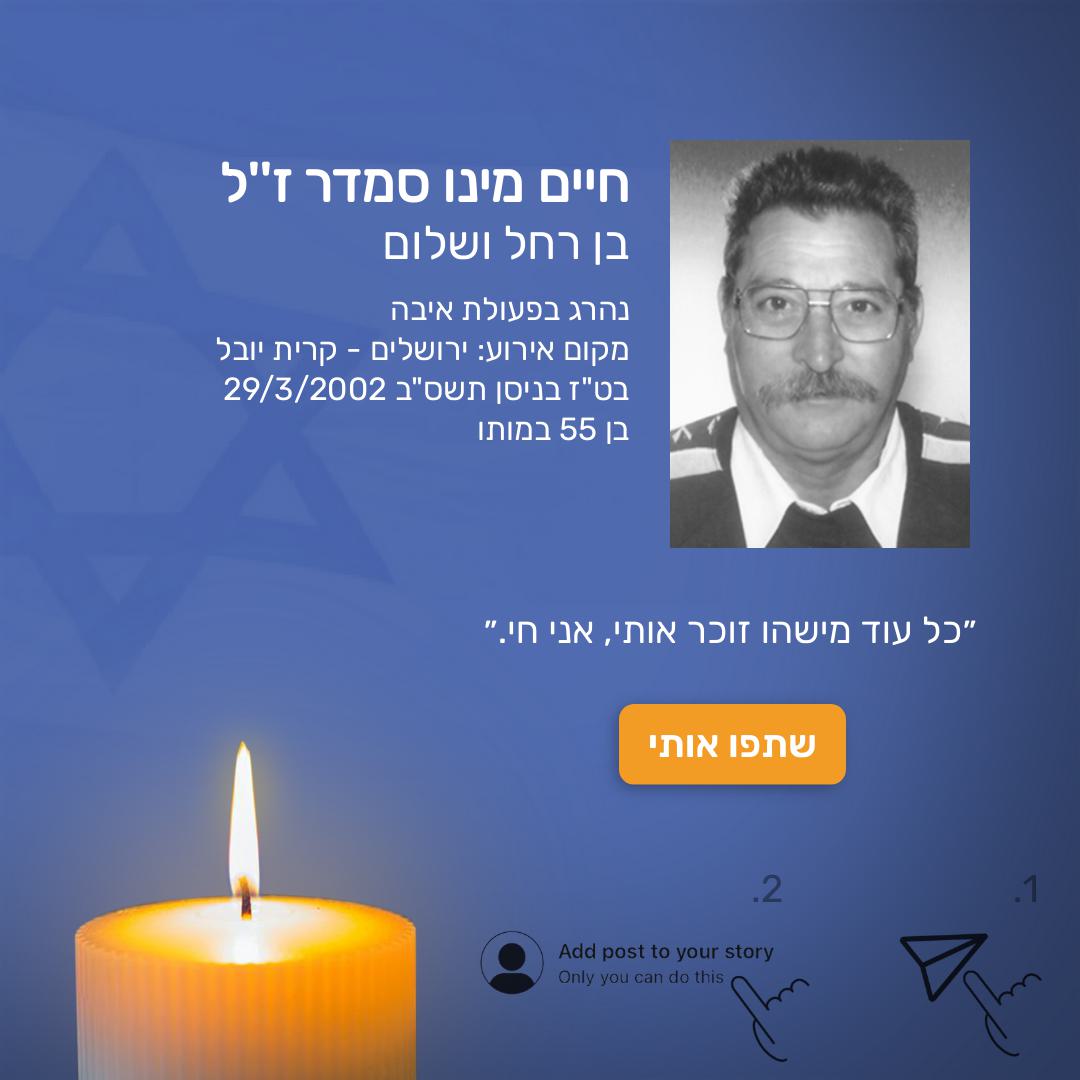 חיים מינו סמדר ז"ל
בן רחל ושלום
נהרג בפעולת איבה
מקום אירוע: ירושלים - קרית יובל
בט"ז בניסן תשס"ב 29/3/2002
בן 55 במותו
״כל עוד מישהו זוכר אותי, אני חי.״
שתפו אותי
.1
.2
Add post to your story
Only you can do this